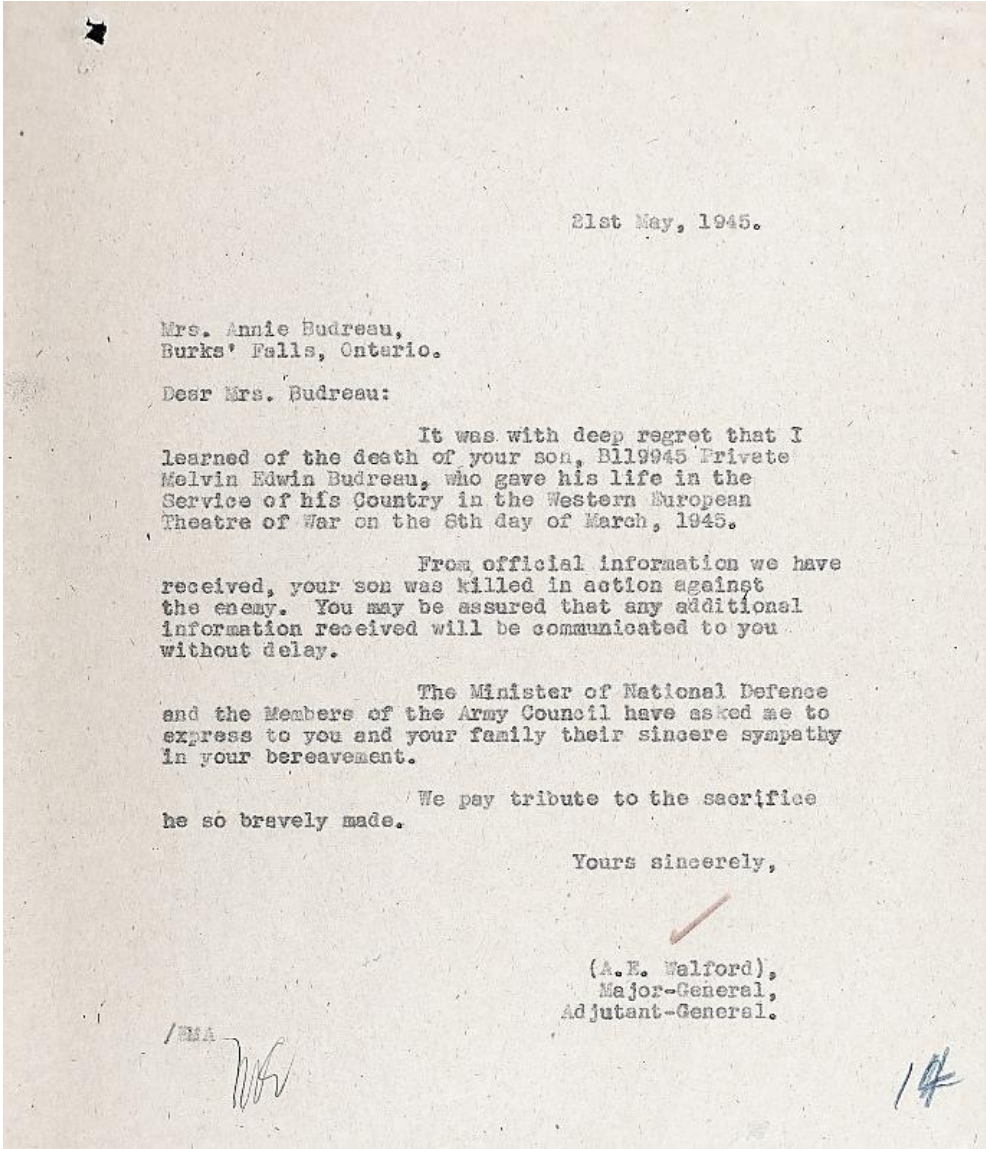 21st May, 1945.
Mrs. Annie Budreau,
Burks' Falls, Ontario.
Dear Mrs. Budreau:
It was with deep regret that I
learned of the death of your son, B119945 Private
Melvin Edwin Budreau, who gave his life in the
Service of his Country in the Western European
Theatre of War on the 8th day of March, 1945.
From official information we have
received, your son was killed in action against
the enemy. You may be assured that any additional
information received will be communicated to you
without delay.
The Minister of National Defence
and the Members of the Army Council have asked me to
express to you and your family their sincere sympathy
in your bereavement.
We pay tribute to the sacrifice
he so bravely made.
Yours sincerely,
(A.E. Walford),
Major-General,
Adjutant-General.
/EMA
14